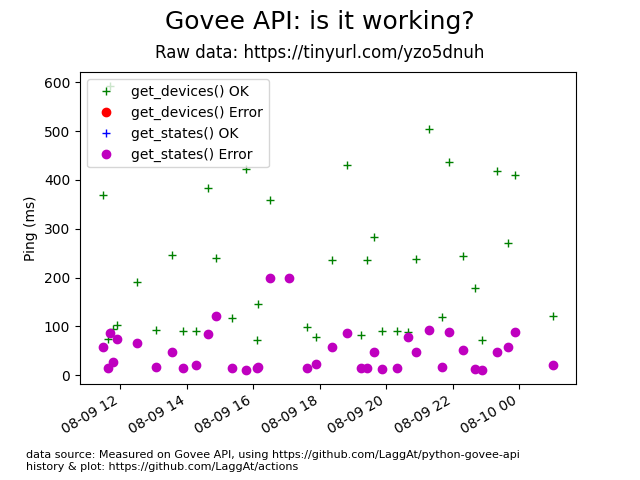 Govee API: is it working?
Raw data: https://tinyurl.com/yzo5dnuh
600
500
400
300
200
100
0
Ping (ms)
get_devices() OK
get_devices() Error
get_states() OK
get_states() Error
08-09 12
08-09 14
08-09 16
08-09 18
08-09 20
08-09 22
08-10 00
data source: Measured on Govee API, using https://github.com/LaggAt/python-govee-api
history & plot: https://github.com/LaggAt/actions